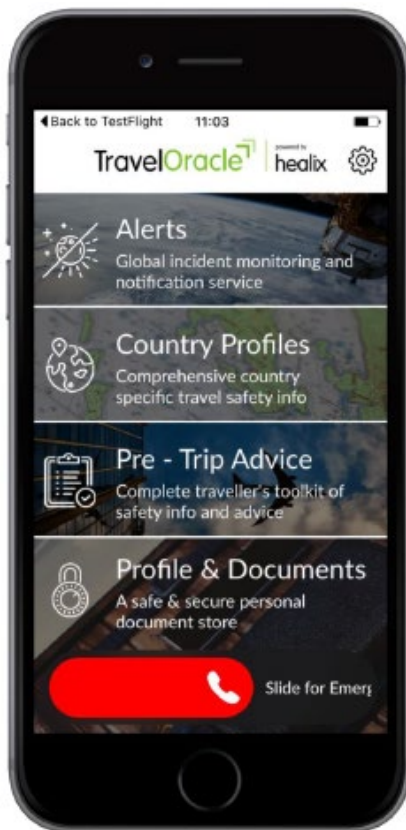 Back to TestFlight 11:03
TravelOracle powered by healix
Alerts
Global incident monitoring and
notification service
Country Profiles
Comprehensive country
specific travel safety info
Pre - Trip Advice
Complete traveller's toolkit of
safety info and advice
Profile & Documents
A safe & secure personal
document store
Slide for Emerg